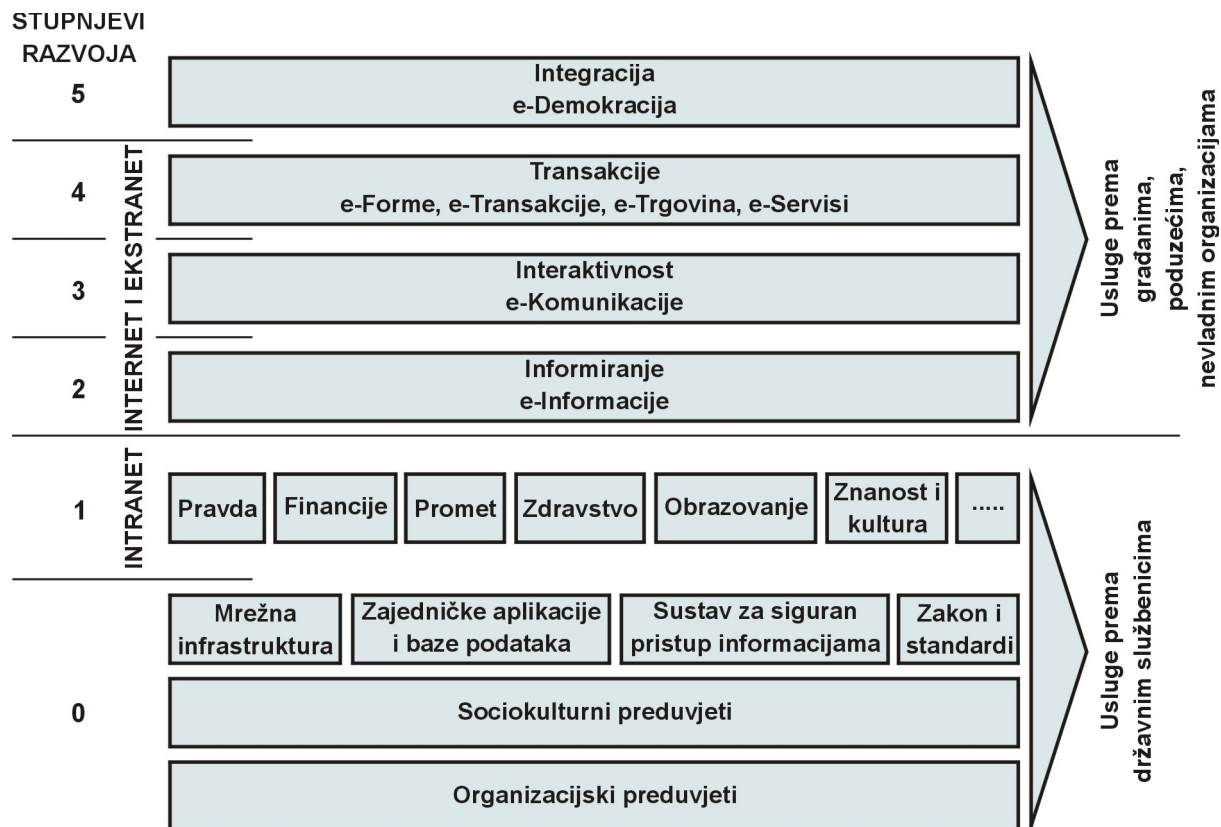 STUPNJEVI
RAZVOJA
5
Integracija
e-Demokracija
4
Transakcije
e-Forme, e-Transakcije, e-Trgovina, e-Servisi
3
Interaktivnost
e-Komunikacije
2
Informiranje
e-Informacije
INTERNET I EKSTRANET
Usluge prema
građanima,
poduzećima,
nevladnim organizacijama
1
INTRANET
Pravda
Financije
Promet
Zdravstvo
Obrazovanje
Znanost i
kultura
.....
0
Mrežna
infrastruktura
Zajedničke aplikacije
i baze podataka
Sustav za siguran
pristup informacijama
Zakon i
standardi
Sociokulturni preduvjeti
Organizacijski preduvjeti
Usluge prema
državnim službenicima